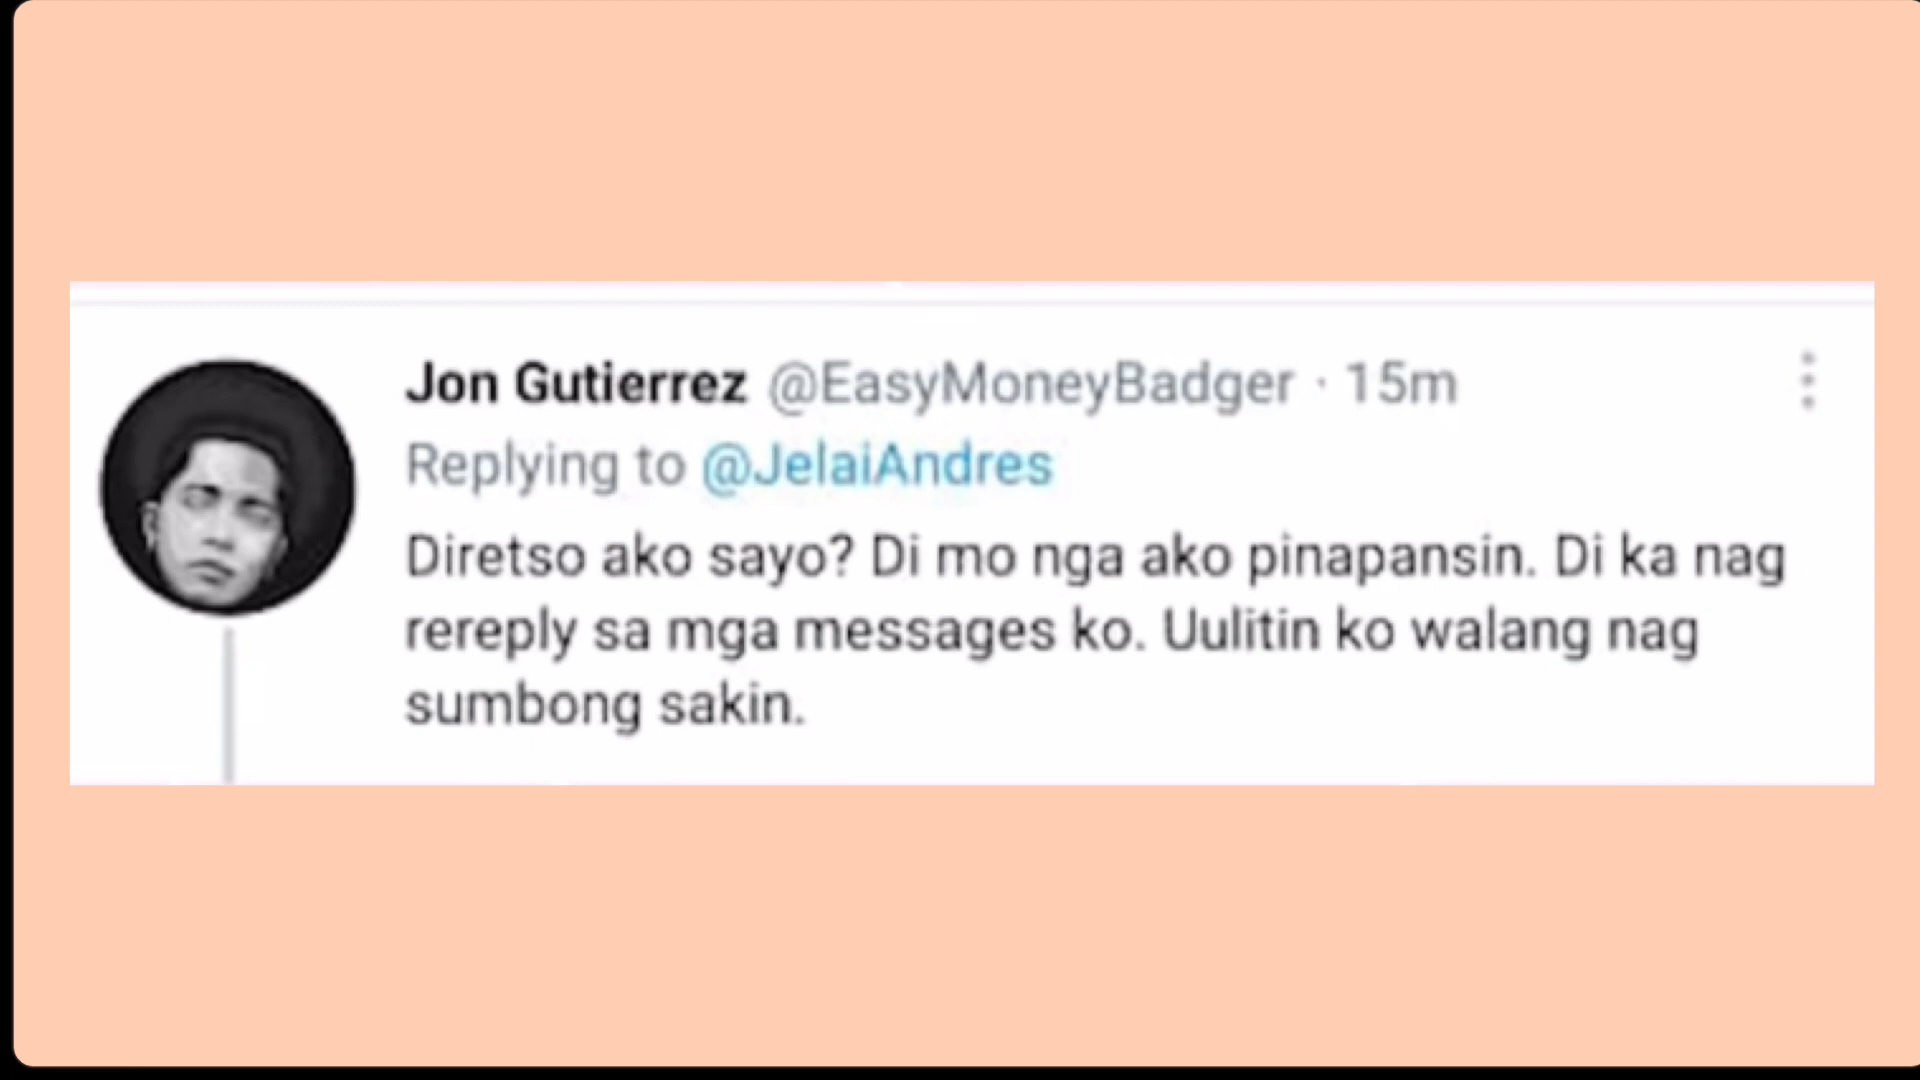 Jon Gutierrez @EasyMoneyBadger · 15m
Replying to @JelaiAndres
Diretso ako sayo? Di mo nga ako pinapansin. Di ka nag
rereply sa mga messages ko. Uulitin ko walang nag
sumbong sakin.